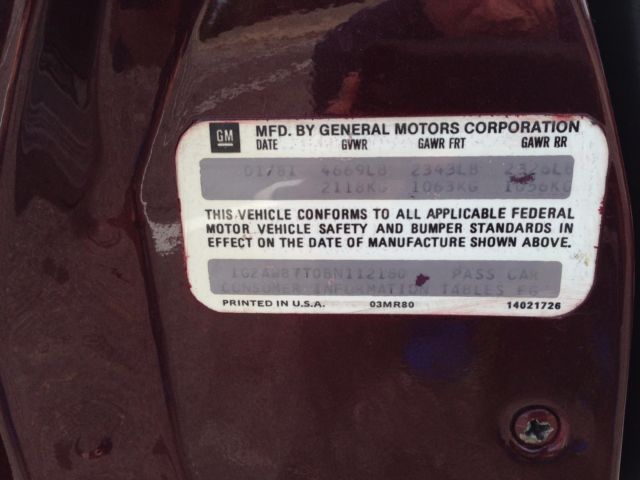 GM MFD. BY GENERAL MOTORS CORPORATION
DATE GVWR GAWR FRT GAWR RR
01/81 4669LB 2343LB 2326LB
2118KG 1063KG 1056KG
THIS VEHICLE CONFORMS TO ALL APPLICABLE FEDERAL
MOTOR VEHICLE SAFETY AND BUMPER STANDARDS IN
EFFECT ON THE DATE OF MANUFACTURE SHOWN ABOVE.
PASS CAR
CONSUMER INFORMATION TABLES
PRINTED IN U.S.A. 03MR80 14021726